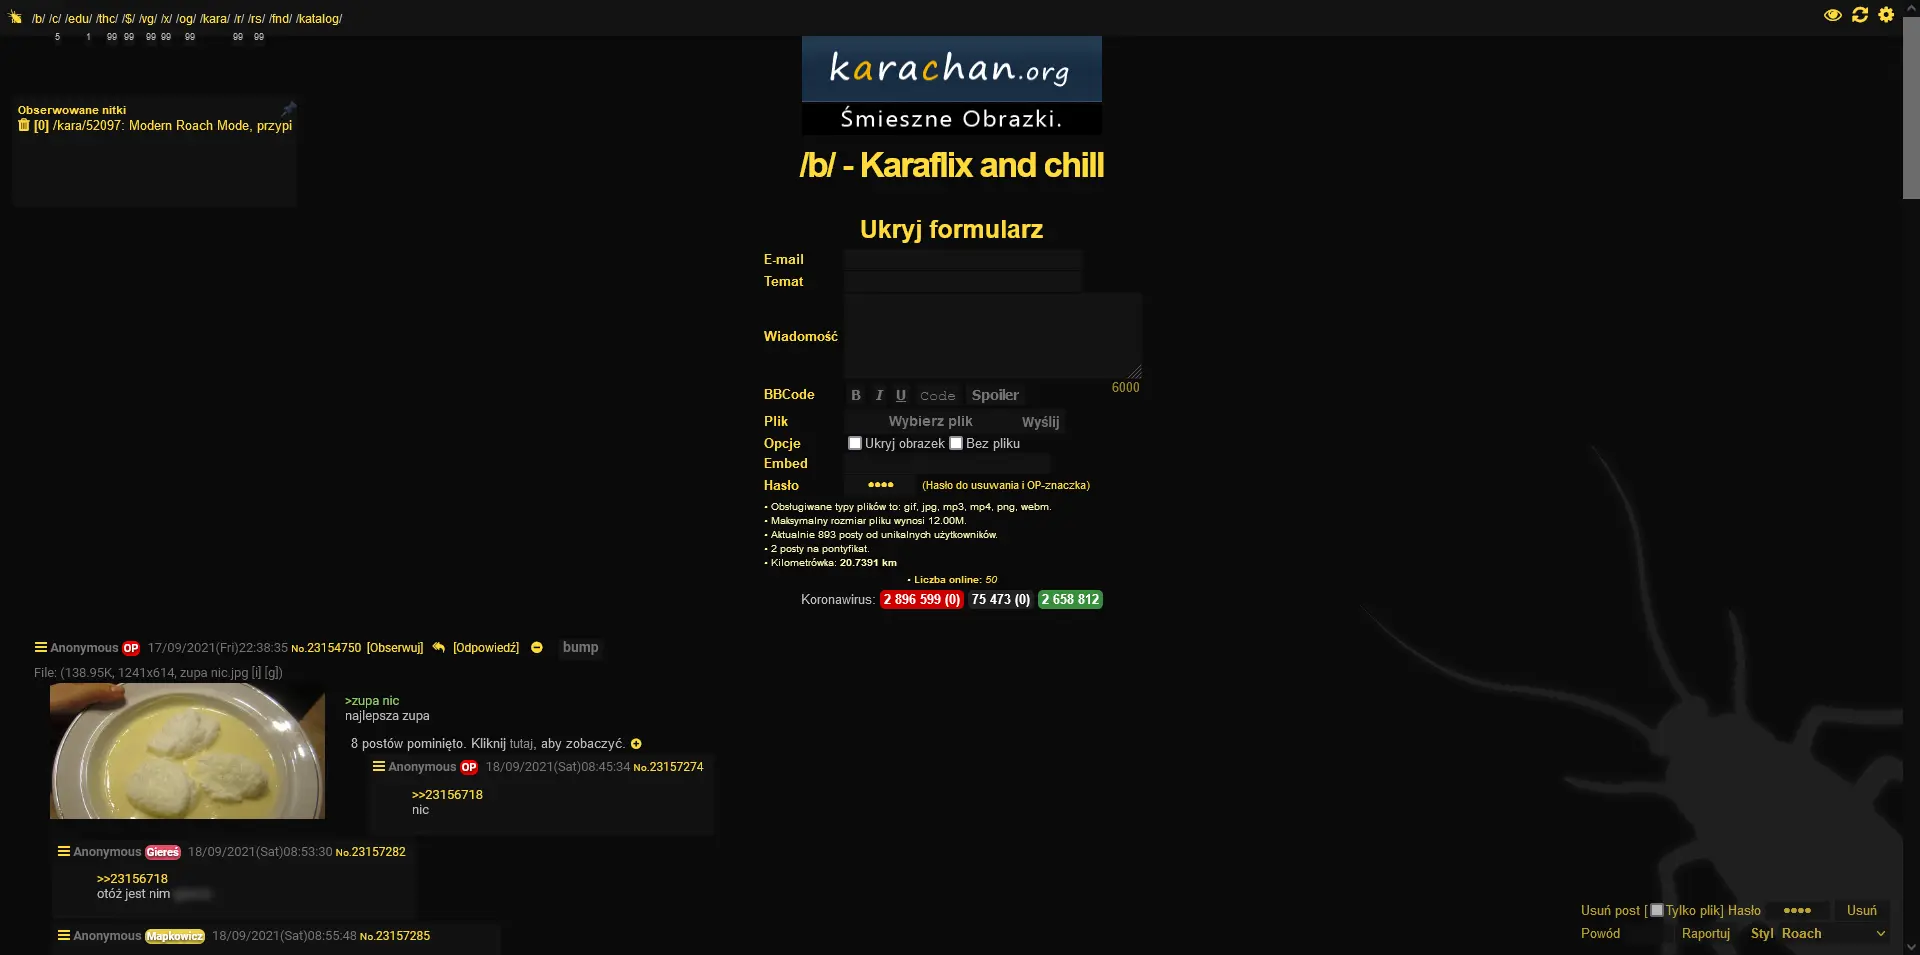 /b/ /c/ /edu/ /thc/ /$/ /vg/ /x/ /og/ /kara/ /r/ /rs/ /fnd/ /katalog/
5 1 99 99 99 99 99 99 99
karachan.org
Śmieszne Obrazki.
Obserwowane nitki
[0] /kara/52097: Modern Roach Mode, przypi
/b/ - Karaflix and chill
Ukryj formularz
E-mail
Temat
Wiadomość
6000
BBCode B I U Code Spoiler
Plik Wybierz plik Wyślij
Opcje Ukryj obrazek Bez pliku
Embed
Hasło •••• (Hasło do usuwania i OP-znaczka)
• Obsługiwane typy plików to: gif, jpg, mp3, mp4, png, webm.
• Maksymalny rozmiar pliku wynosi 12.00M.
• Aktualnie 893 posty od unikalnych użytkowników.
• 2 posty na pontyfikat.
• Kilometrówka: 20.7391 km
• Liczba online: 50
Koronawirus: 2 896 599 (0) 75 473 (0) 2 658 812
Anonymous OP 17/09/2021(Fri)22:38:35 No.23154750 [Obserwuj] [Odpowiedź] bump
File: (138.95K, 1241x614, zupa nic.jpg [i] [g])
>zupa nic
najlepsza zupa
8 postów pominięto. Kliknij tutaj, aby zobaczyć.
Anonymous OP 18/09/2021(Sat)08:45:34 No.23157274
>>23156718
nic
Anonymous Giereś 18/09/2021(Sat)08:53:30 No.23157282
>>23156718
otóż jest nim
Anonymous Mapkowicz 18/09/2021(Sat)08:55:48 No.23157285
Usuń post [ Tylko plik] Hasło •••• Usuń
Powód Raportuj Styl Roach